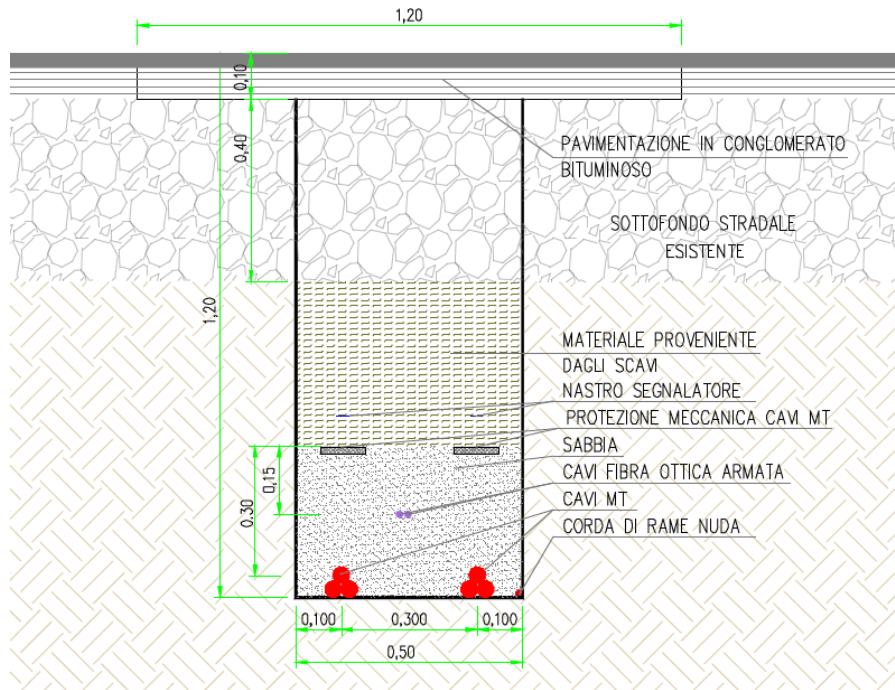 1,20
0,10
PAVIMENTAZIONE IN CONGLOMERATO
BITUMINOSO
0,40
SOTTOFONDO STRADALE
ESISTENTE
1,20
MATERIALE PROVENIENTE
DAGLI SCAVI
NASTRO SEGNALATORE
PROTEZIONE MECCANICA CAVI MT
SABBIA
0,15
CAVI FIBRA OTTICA ARMATA
0.30
CAVI MT
CORDA DI RAME NUDA
0,100
0,300
0,100
0,50